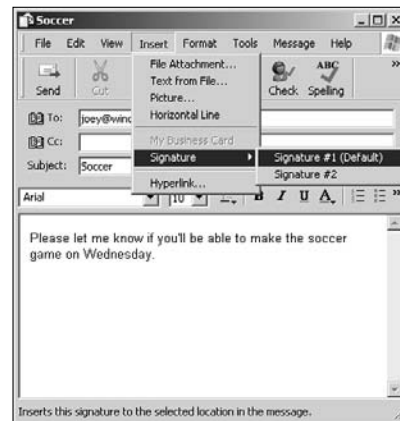 Soccer
File Edit View Insert Format Tools Message Help
Send Cut Check Spelling
File Attachment...
Text from File...
Picture...
Horizontal Line
My Business Card
Signature
Hyperlink...
Signature #1 (Default)
Signature #2
To: joey@winc
Cc:
Subject: Soccer
Arial 10 B I U A
Please let me know if you'll be able to make the soccer
game on Wednesday.
Inserts this signature to the selected location in the message.